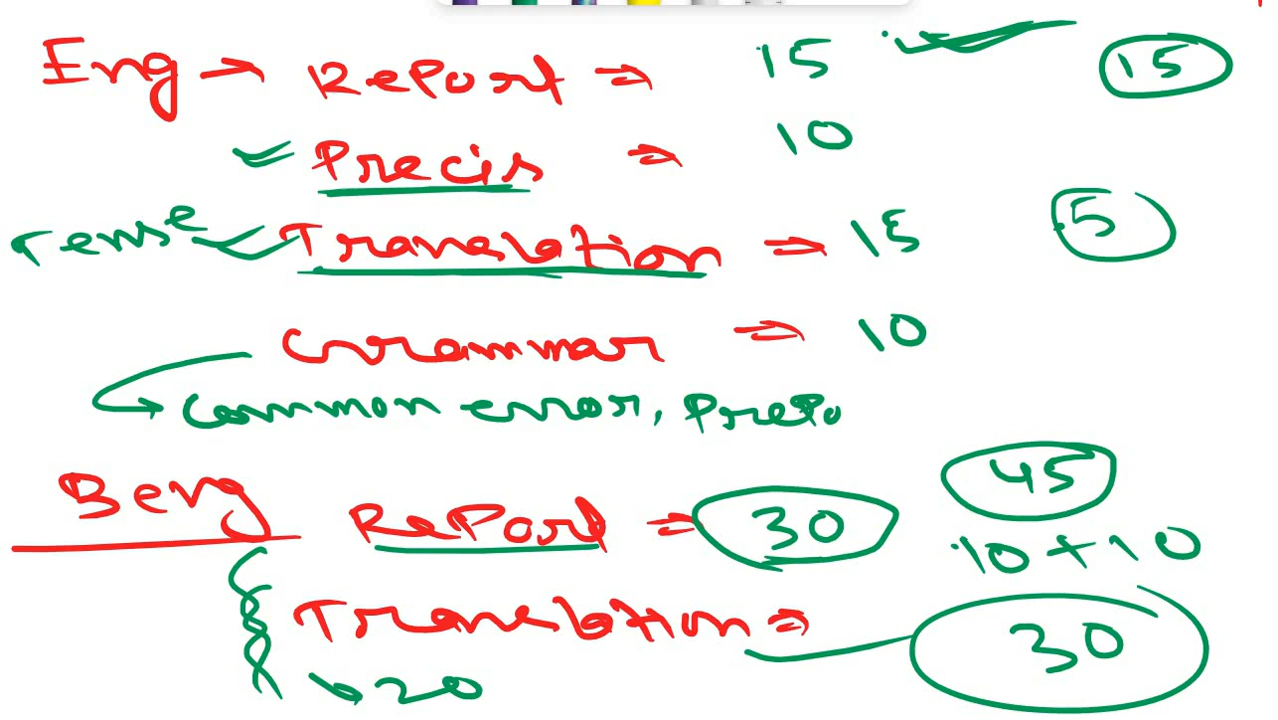 Eng → Report ⇒ 15 15
Precis ⇒ 10
Tense Translation ⇒ 15 5
Grammar ⇒ 10
→ Common error, Prepo
Beng Report ⇒ 30 45
10+10
Translation ⇒ 30
→20